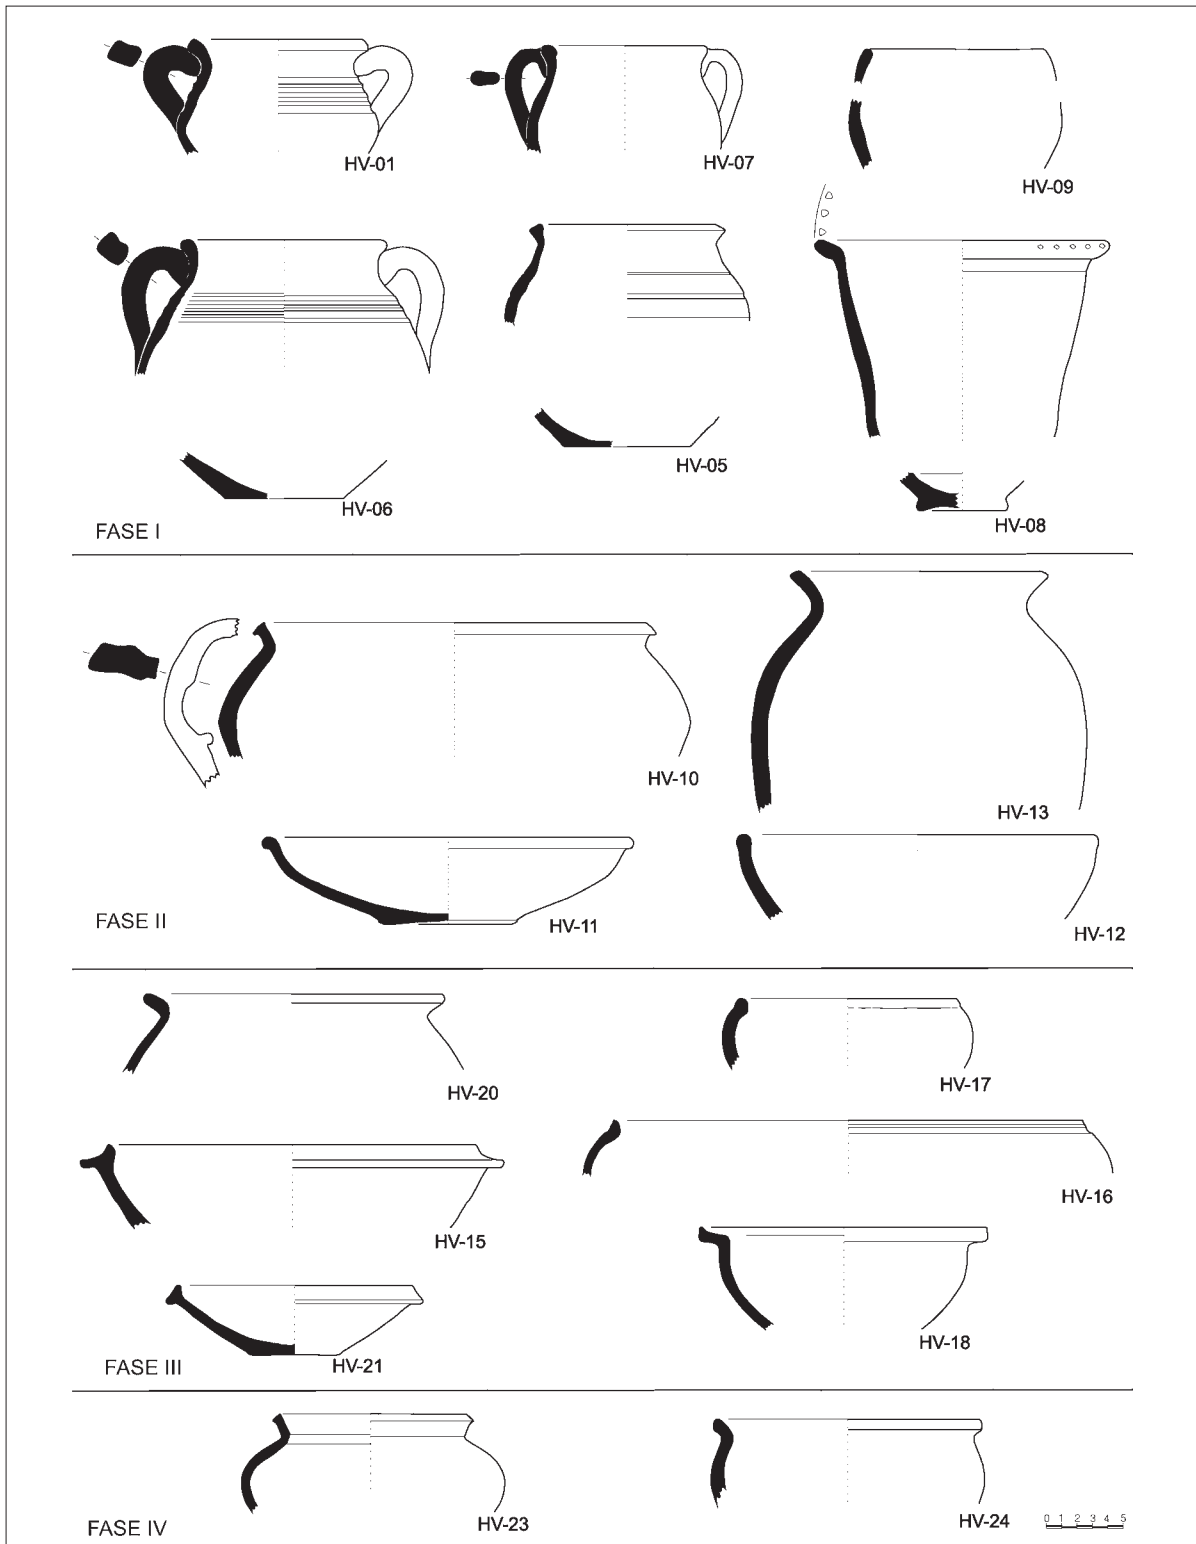 HV-01
HV-07
HV-09
HV-06
HV-05
HV-08
FASE I
HV-10
HV-13
HV-11
HV-12
FASE II
HV-20
HV-17
HV-15
HV-16
HV-21
HV-18
FASE III
HV-23
HV-24
0 1 2 3 4 5
FASE IV